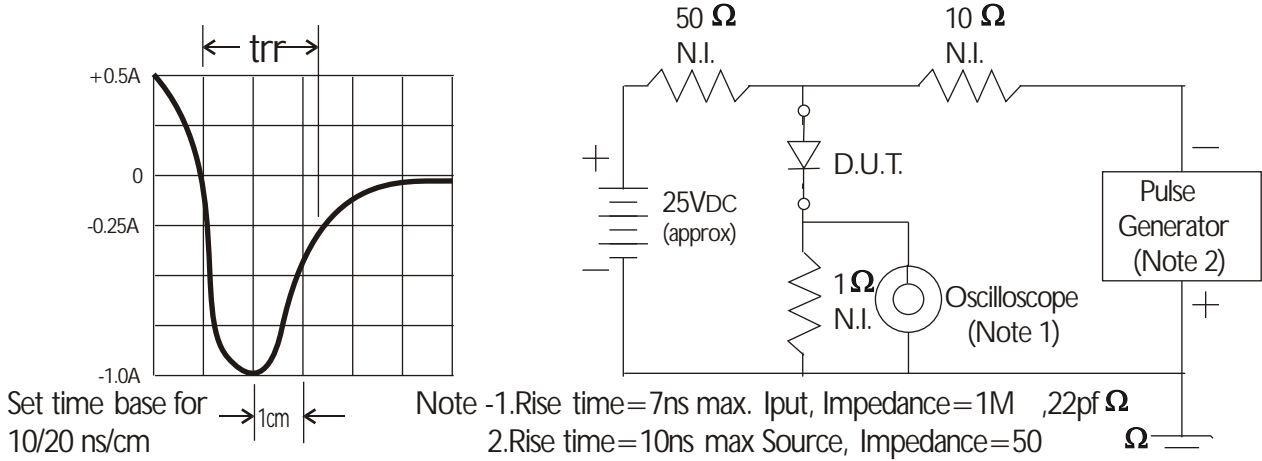 trr
+0.5A
0
-0.25A
-1.0A
1cm
Set time base for
10/20 ns/cm
50 Ω
N.I.
10 Ω
N.I.
+
25VDC
(approx)
−
D.U.T.
1Ω
N.I.
Oscilloscope
(Note 1)
−
Pulse
Generator
(Note 2)
+
Note -1.Rise time=7ns max. Iput, Impedance=1M ,22pf Ω
2.Rise time=10ns max Source, Impedance=50 Ω